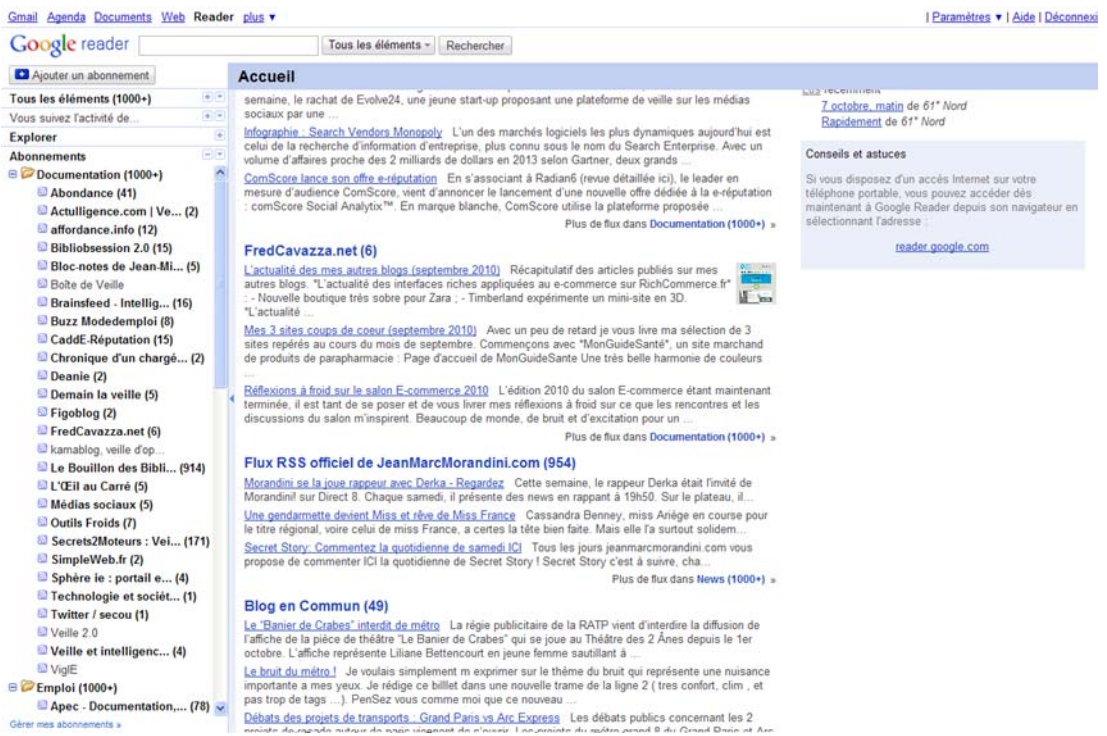 Gmail Agenda Documents Web Reader plus ▼
| Paramètres ▼ | Aide | Déconnexi
Google reader
Tous les éléments
Rechercher
Ajouter un abonnement
Tous les éléments (1000+)
Vous suivez l'activité de...
Explorer
Abonnements
Documentation (1000+)
Abondance (41)
Actulligence.com | Ve... (2)
affordance.info (12)
Bibliobsession 2.0 (15)
Bloc-notes de Jean-Mi... (5)
Boîte de Veille
Brainsfeed - Intellig... (16)
Buzz Modedemploi (8)
CaddE-Réputation (15)
Chronique d'un chargé... (2)
Deanie (2)
Demain la veille (5)
Figoblog (2)
FredCavazza.net (6)
kamablog, veille d'op...
Le Bouillon des Bibli... (914)
L'Œil au Carré (5)
Médias sociaux (5)
Outils Froids (7)
Secrets2Moteurs : Vei... (171)
SimpleWeb.fr (2)
Sphère ie : portail e... (4)
Technologie et sociét... (1)
Twitter / secou (1)
Veille 2.0
Veille et intelligenc... (4)
VigIE
Emploi (1000+)
Apec - Documentation,... (78)
Gérer mes abonnements »
Accueil
semaine, le rachat de Evolve24, une jeune start-up proposant une plateforme de veille sur les médias
sociaux par une ...
Infographie : Search Vendors Monopoly L'un des marchés logiciels les plus dynamiques aujourd'hui est
celui de la recherche d'information d'entreprise, plus connu sous le nom du Search Enterprise. Avec un
volume d'affaires proche des 2 milliards de dollars en 2013 selon Gartner, deux grands ...
ComScore lance son offre e-réputation En s'associant à Radian6 (revue détaillée ici), le leader en
mesure d'audience ComScore, vient d'annoncer le lancement d'une nouvelle offre dédiée à la e-réputation
: comScore Social Analytix™. En marque blanche, ComScore utilise la plateforme proposée ...
Plus de flux dans Documentation (1000+) »
FredCavazza.net (6)
L'actualité des mes autres blogs (septembre 2010) Récapitulatif des articles publiés sur mes
autres blogs. *L'actualité des interfaces riches appliquées au e-commerce sur RichCommerce.fr*
: - Nouvelle boutique très sobre pour Zara ; - Timberland expérimente un mini-site en 3D.
*L'actualité ...
Mes 3 sites coups de coeur (septembre 2010) Avec un peu de retard je vous livre ma sélection de 3
sites repérés au cours du mois de septembre. Commençons avec *MonGuideSanté*, un site marchand
de produits de parapharmacie : Page d'accueil de MonGuideSante Une très belle harmonie de couleurs
...
Réflexions à froid sur le salon E-commerce 2010 L'édition 2010 du salon E-commerce étant maintenant
terminée, il est tant de se poser et de vous livrer mes réflexions à froid sur ce que les rencontres et les
discussions du salon m'inspirent. Beaucoup de monde, de bruit et d'excitation pour un ...
Plus de flux dans Documentation (1000+) »
Flux RSS officiel de JeanMarcMorandini.com (954)
Morandini se la joue rappeur avec Derka - Regardez Cette semaine, le rappeur Derka était l'invité de
Morandini! sur Direct 8. Chaque samedi, il présente des news en rappant à 19h50. Sur le plateau, il...
Une gendarmette devient Miss et rêve de Miss France Cassandra Benney, miss Ariège en course pour
le titre régional, voire celui de miss France, a certes la tête bien faite. Mais elle l'a surtout solidem...
Secret Story: Commentez la quotidienne de samedi ICI Tous les jours jeanmarcmorandini.com vous
propose de commenter ICI la quotidienne de Secret Story ! Secret Story c'est à suivre, cha...
Plus de flux dans News (1000+) »
Blog en Commun (49)
Le "Banier de Crabes" interdit de métro La régie publicitaire de la RATP vient d'interdire la diffusion de
l'affiche de la pièce de théâtre "Le Banier de Crabes" qui se joue au Théâtre des 2 Ânes depuis le 1er
octobre. L'affiche représente Liliane Bettencourt en jeune femme sautillant à ...
Le bruit du métro ! Je voulais simplement m exprimer sur le thème du bruit qui représente une nuisance
importante a mes yeux. Je rédige ce billlet dans une nouvelle trame de la ligne 2 ( tres confort, clim , et
pas trop de tags ...). PenSez vous comme moi que ce nouveau ...
Débats des projets de transports : Grand Paris vs Arc Express Les débats publics concernant les 2
Lus récemment
7 octobre, matin de 61° Nord
Rapidement de 61° Nord
Conseils et astuces
Si vous disposez d'un accès Internet sur votre
téléphone portable, vous pouvez accéder dès
maintenant à Google Reader depuis son navigateur en
sélectionnant l'adresse :
reader.google.com